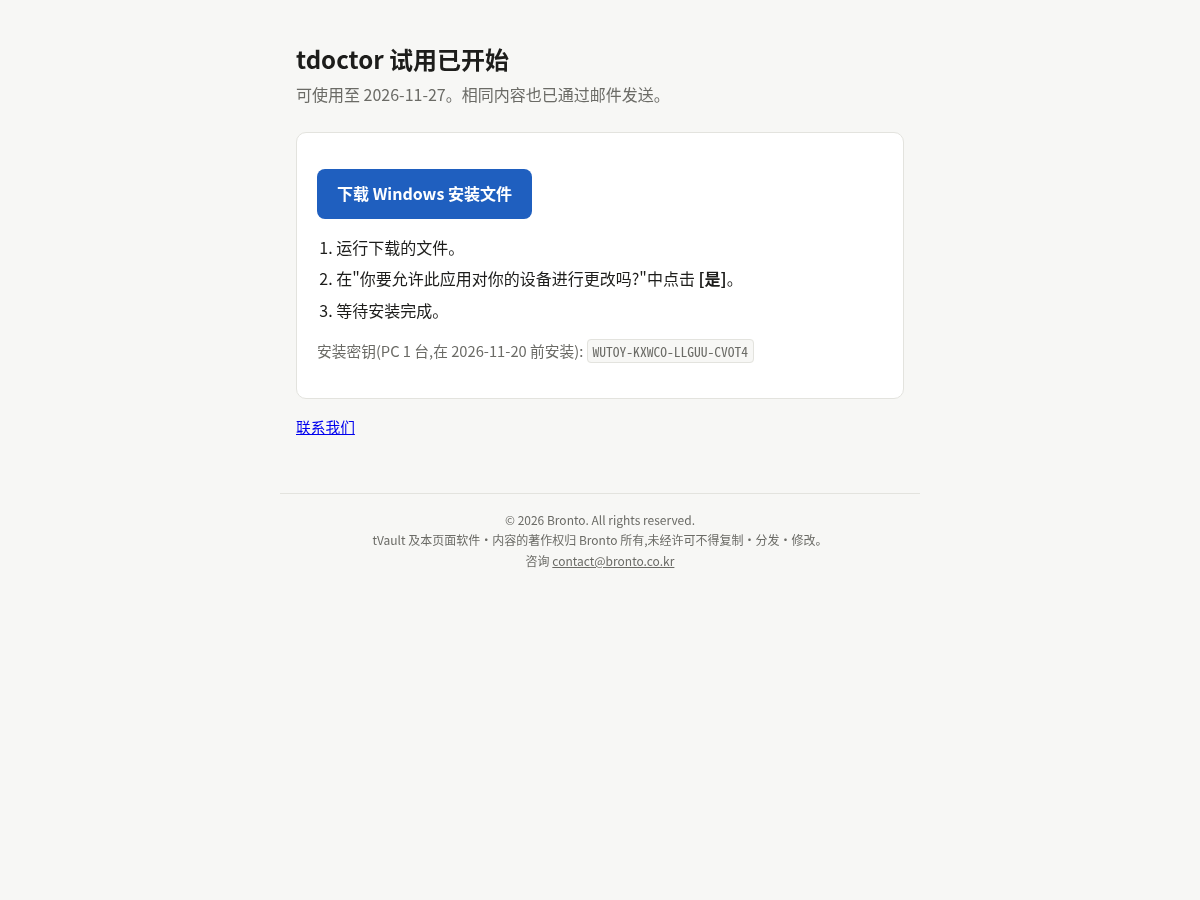 tdoctor 试用已开始
可使用至 2026-11-27。相同内容也已通过邮件发送。
下载 Windows 安装文件
1. 运行下载的文件。
2. 在"你要允许此应用对你的设备进行更改吗?"中点击 [是]。
3. 等待安装完成。
安装密钥(PC 1 台,在 2026-11-20 前安装): WUTOY-KXWCO-LLGUU-CVOT4
联系我们
© 2026 Bronto. All rights reserved.
tVault 及本页面软件・内容的著作权归 Bronto 所有,未经许可不得复制・分发・修改。
咨询 contact@bronto.co.kr